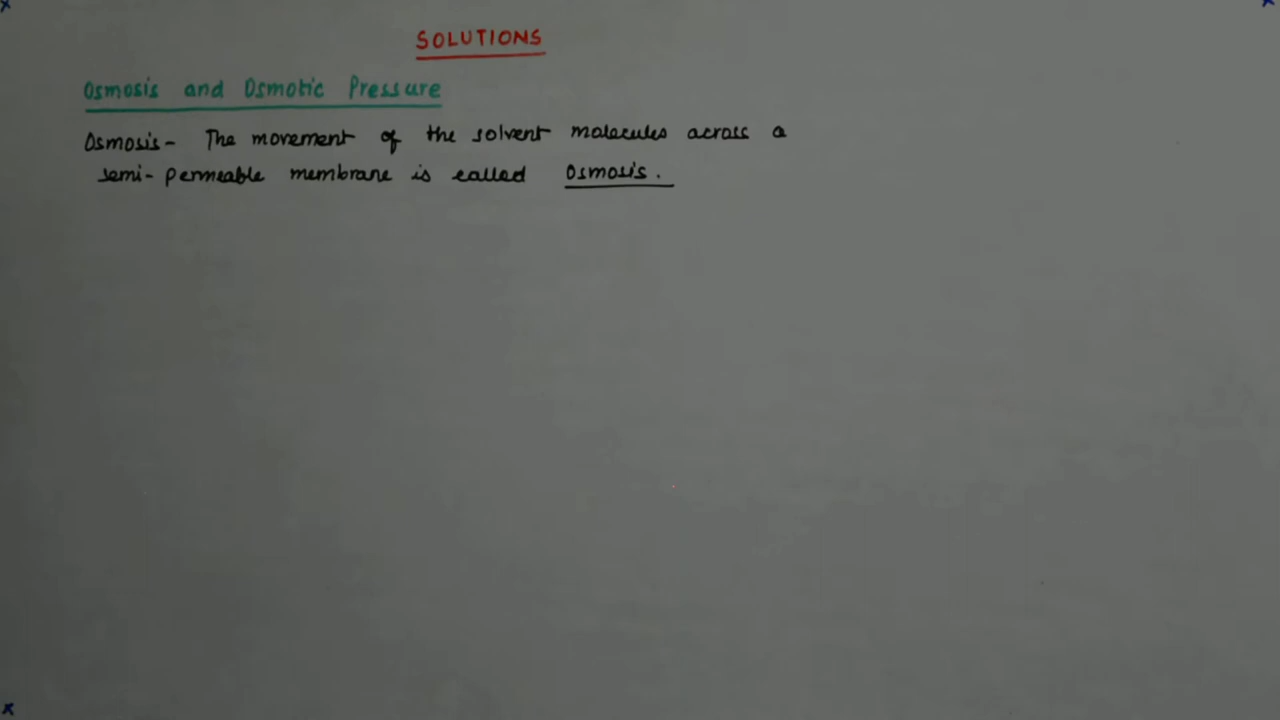 SOLUTIONS
Osmosis and Osmotic Pressure
Osmosis - The movement of the solvent molecules across a
semi-permeable membrane is called Osmosis.